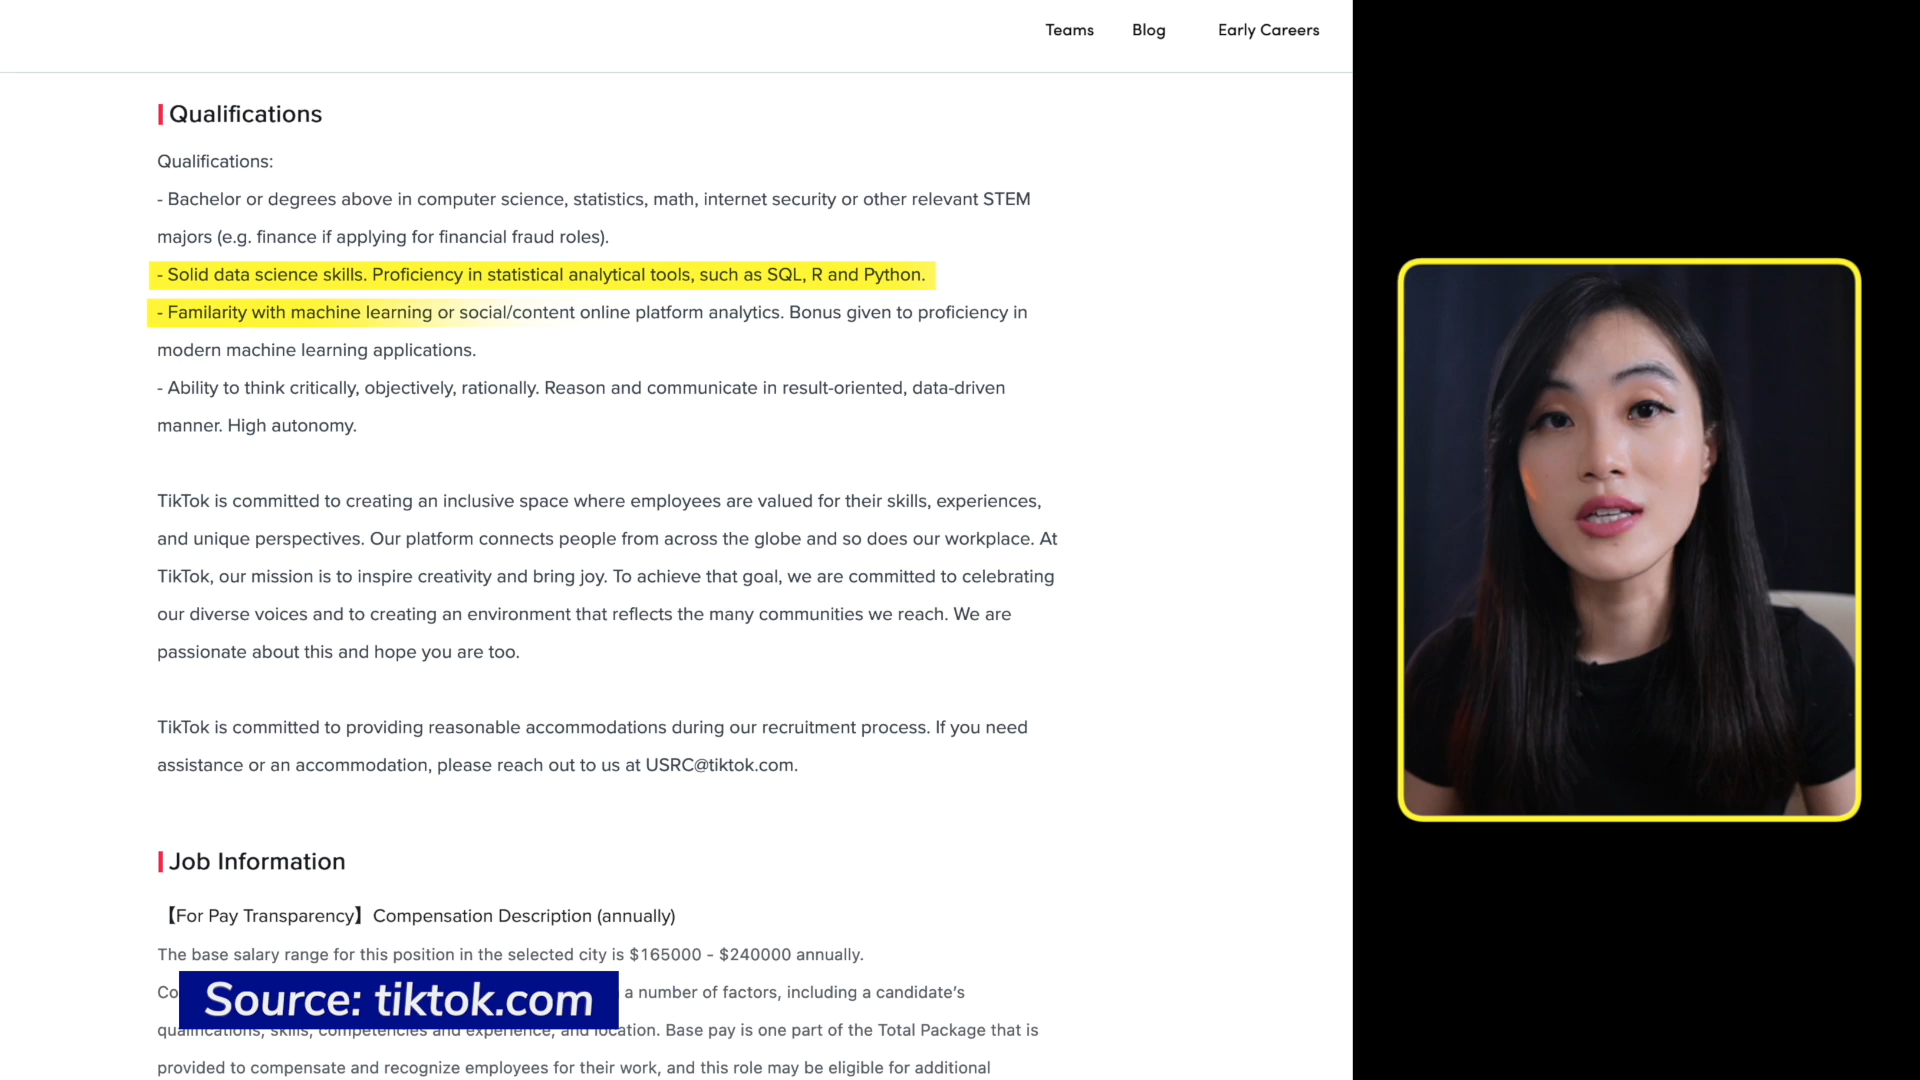 Teams Blog Early Careers
Qualifications
Qualifications:
- Bachelor or degrees above in computer science, statistics, math, internet security or other relevant STEM
majors (e.g. finance if applying for financial fraud roles).
- Solid data science skills. Proficiency in statistical analytical tools, such as SQL, R and Python.
- Familarity with machine learning or social/content online platform analytics. Bonus given to proficiency in
modern machine learning applications.
- Ability to think critically, objectively, rationally. Reason and communicate in result-oriented, data-driven
manner. High autonomy.
TikTok is committed to creating an inclusive space where employees are valued for their skills, experiences,
and unique perspectives. Our platform connects people from across the globe and so does our workplace. At
TikTok, our mission is to inspire creativity and bring joy. To achieve that goal, we are committed to celebrating
our diverse voices and to creating an environment that reflects the many communities we reach. We are
passionate about this and hope you are too.
TikTok is committed to providing reasonable accommodations during our recruitment process. If you need
assistance or an accommodation, please reach out to us at USRC@tiktok.com.
Job Information
【For Pay Transparency】Compensation Description (annually)
The base salary range for this position in the selected city is $165000 - $240000 annually.
a number of factors, including a candidate's
Source: tiktok.com
qualifications, skills, competencies and experience, and location. Base pay is one part of the Total Package that is
provided to compensate and recognize employees for their work, and this role may be eligible for additional